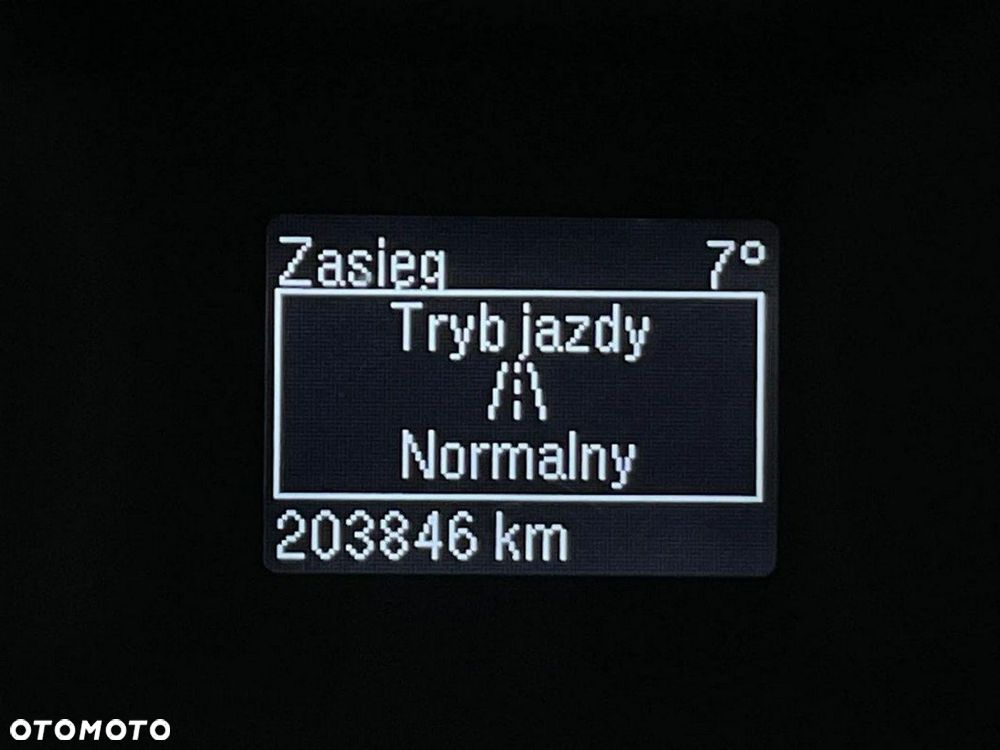 Zasięg 7°
Tryb jazdy
Normalny
203846 km
OTOMOTO